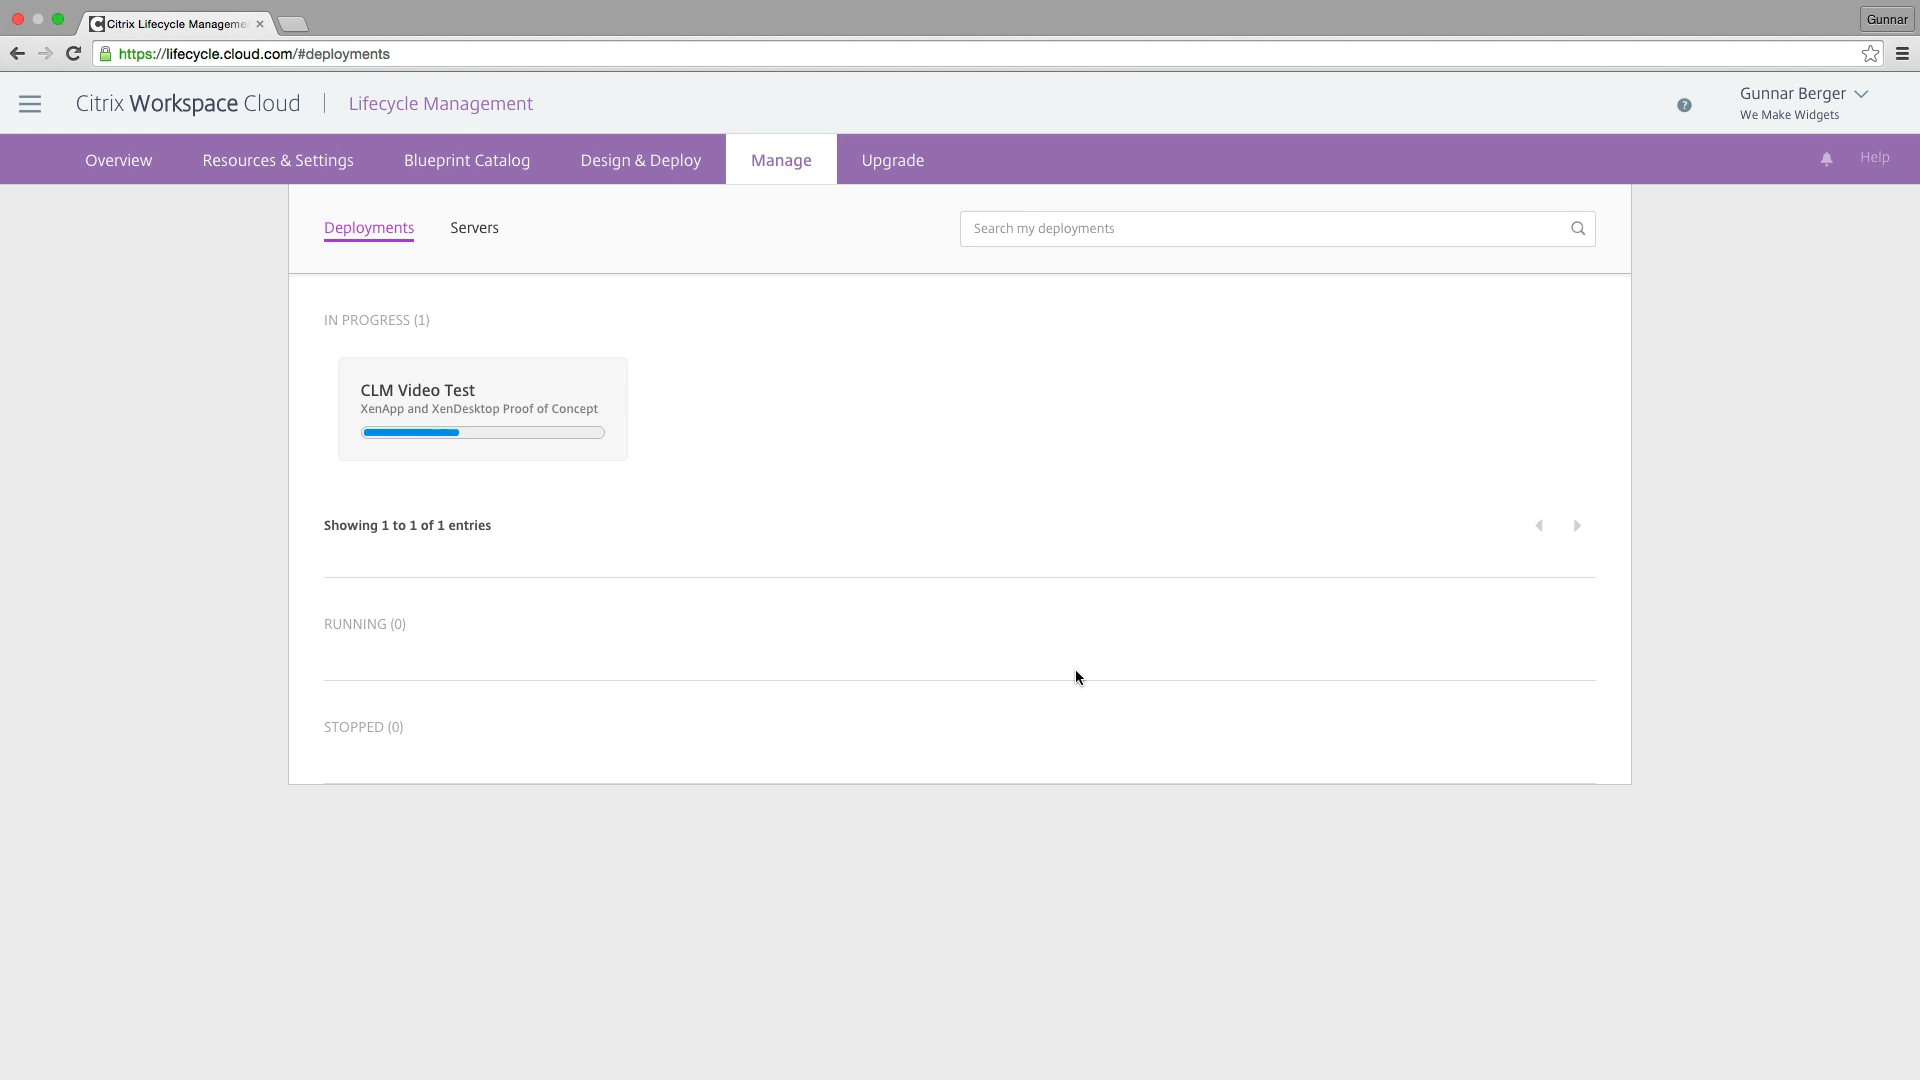 Citrix Lifecycle Manageme
Gunnar
https://lifecycle.cloud.com/#deployments
Citrix Workspace Cloud
Lifecycle Management
?
Gunnar Berger
We Make Widgets
Overview
Resources & Settings
Blueprint Catalog
Design & Deploy
Manage
Upgrade
Help
Deployments
Servers
Search my deployments
IN PROGRESS (1)
CLM Video Test
XenApp and XenDesktop Proof of Concept
Showing 1 to 1 of 1 entries
RUNNING (0)
STOPPED (0)